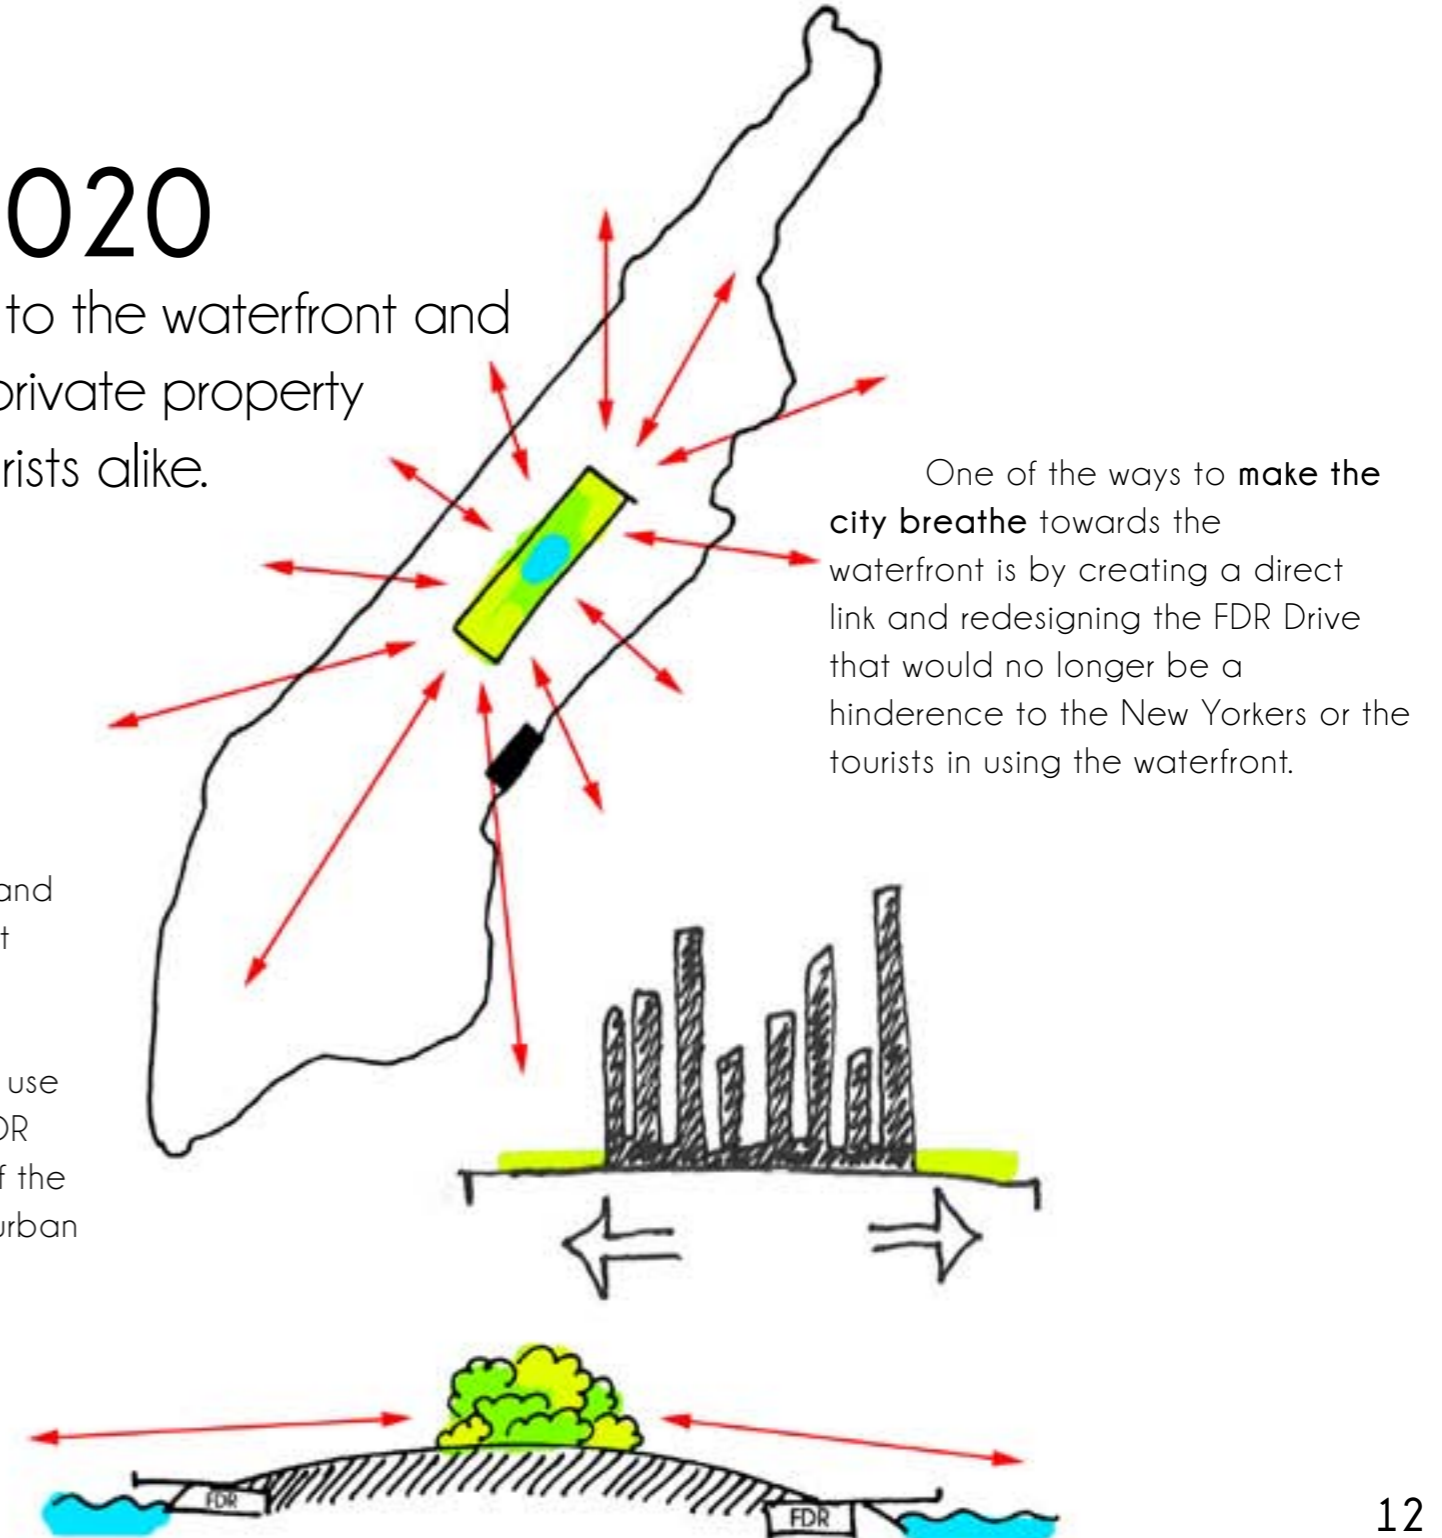 020
to the waterfront and
private property
rists alike.
One of the ways to make the
city breathe towards the
waterfront is by creating a direct
link and redesigning the FDR Drive
that would no longer be a
hinderence to the New Yorkers or the
tourists in using the waterfront.
and
t
use
DR
f the
urban
FDR
FDR
12